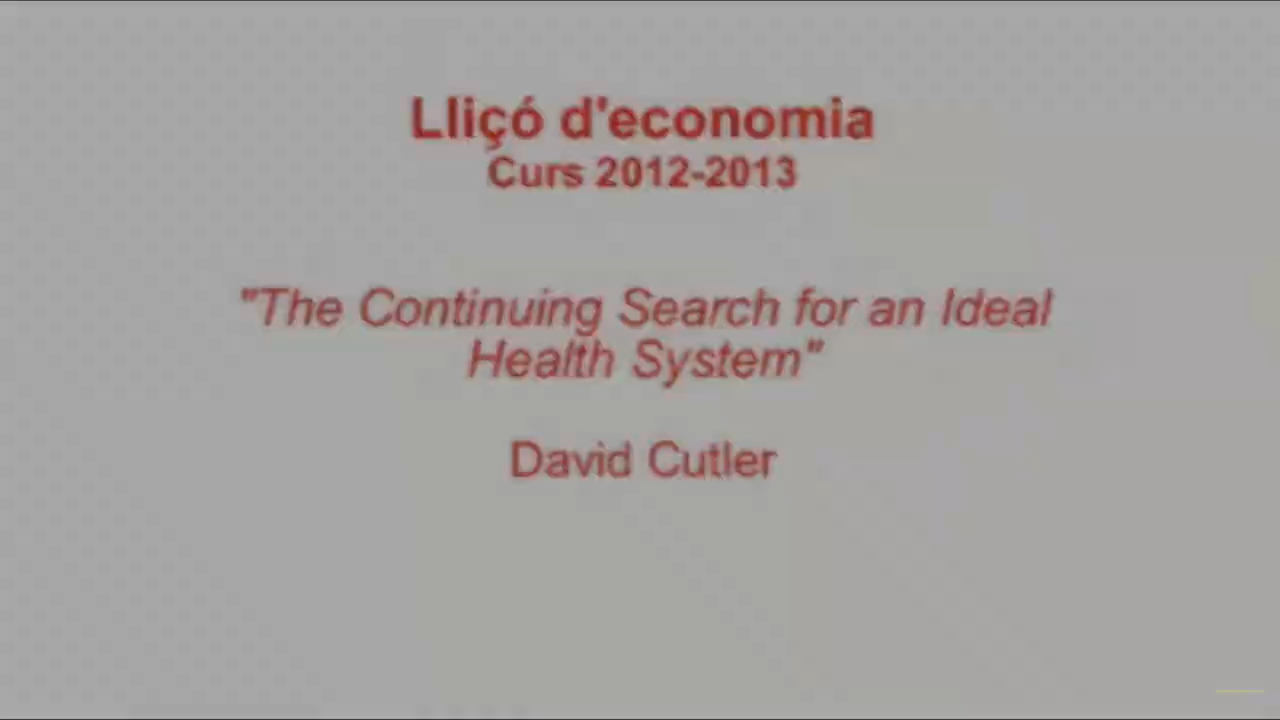 Lliçó d'economia
Curs 2012-2013
"The Continuing Search for an Ideal
Health System"
David Cutler